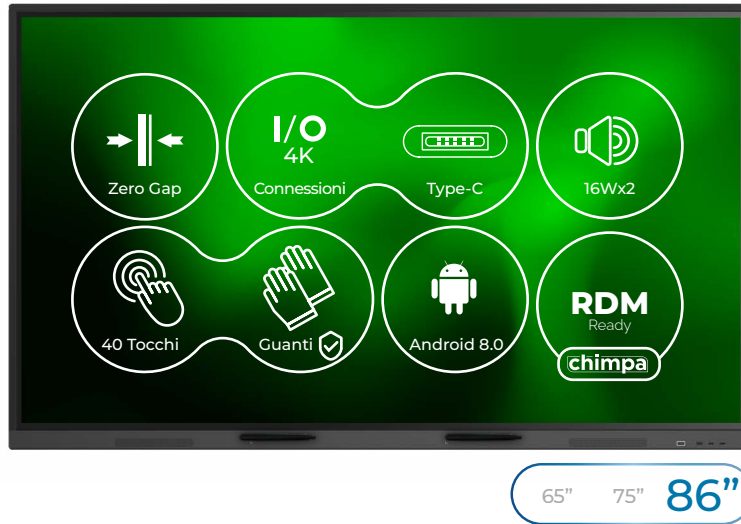 I/O
4K
Zero Gap
Connessioni
Type-C
16Wx2
40 Tocchi
Guanti
Android 8.0
RDM
Ready
chimpa
65” 75” 86”